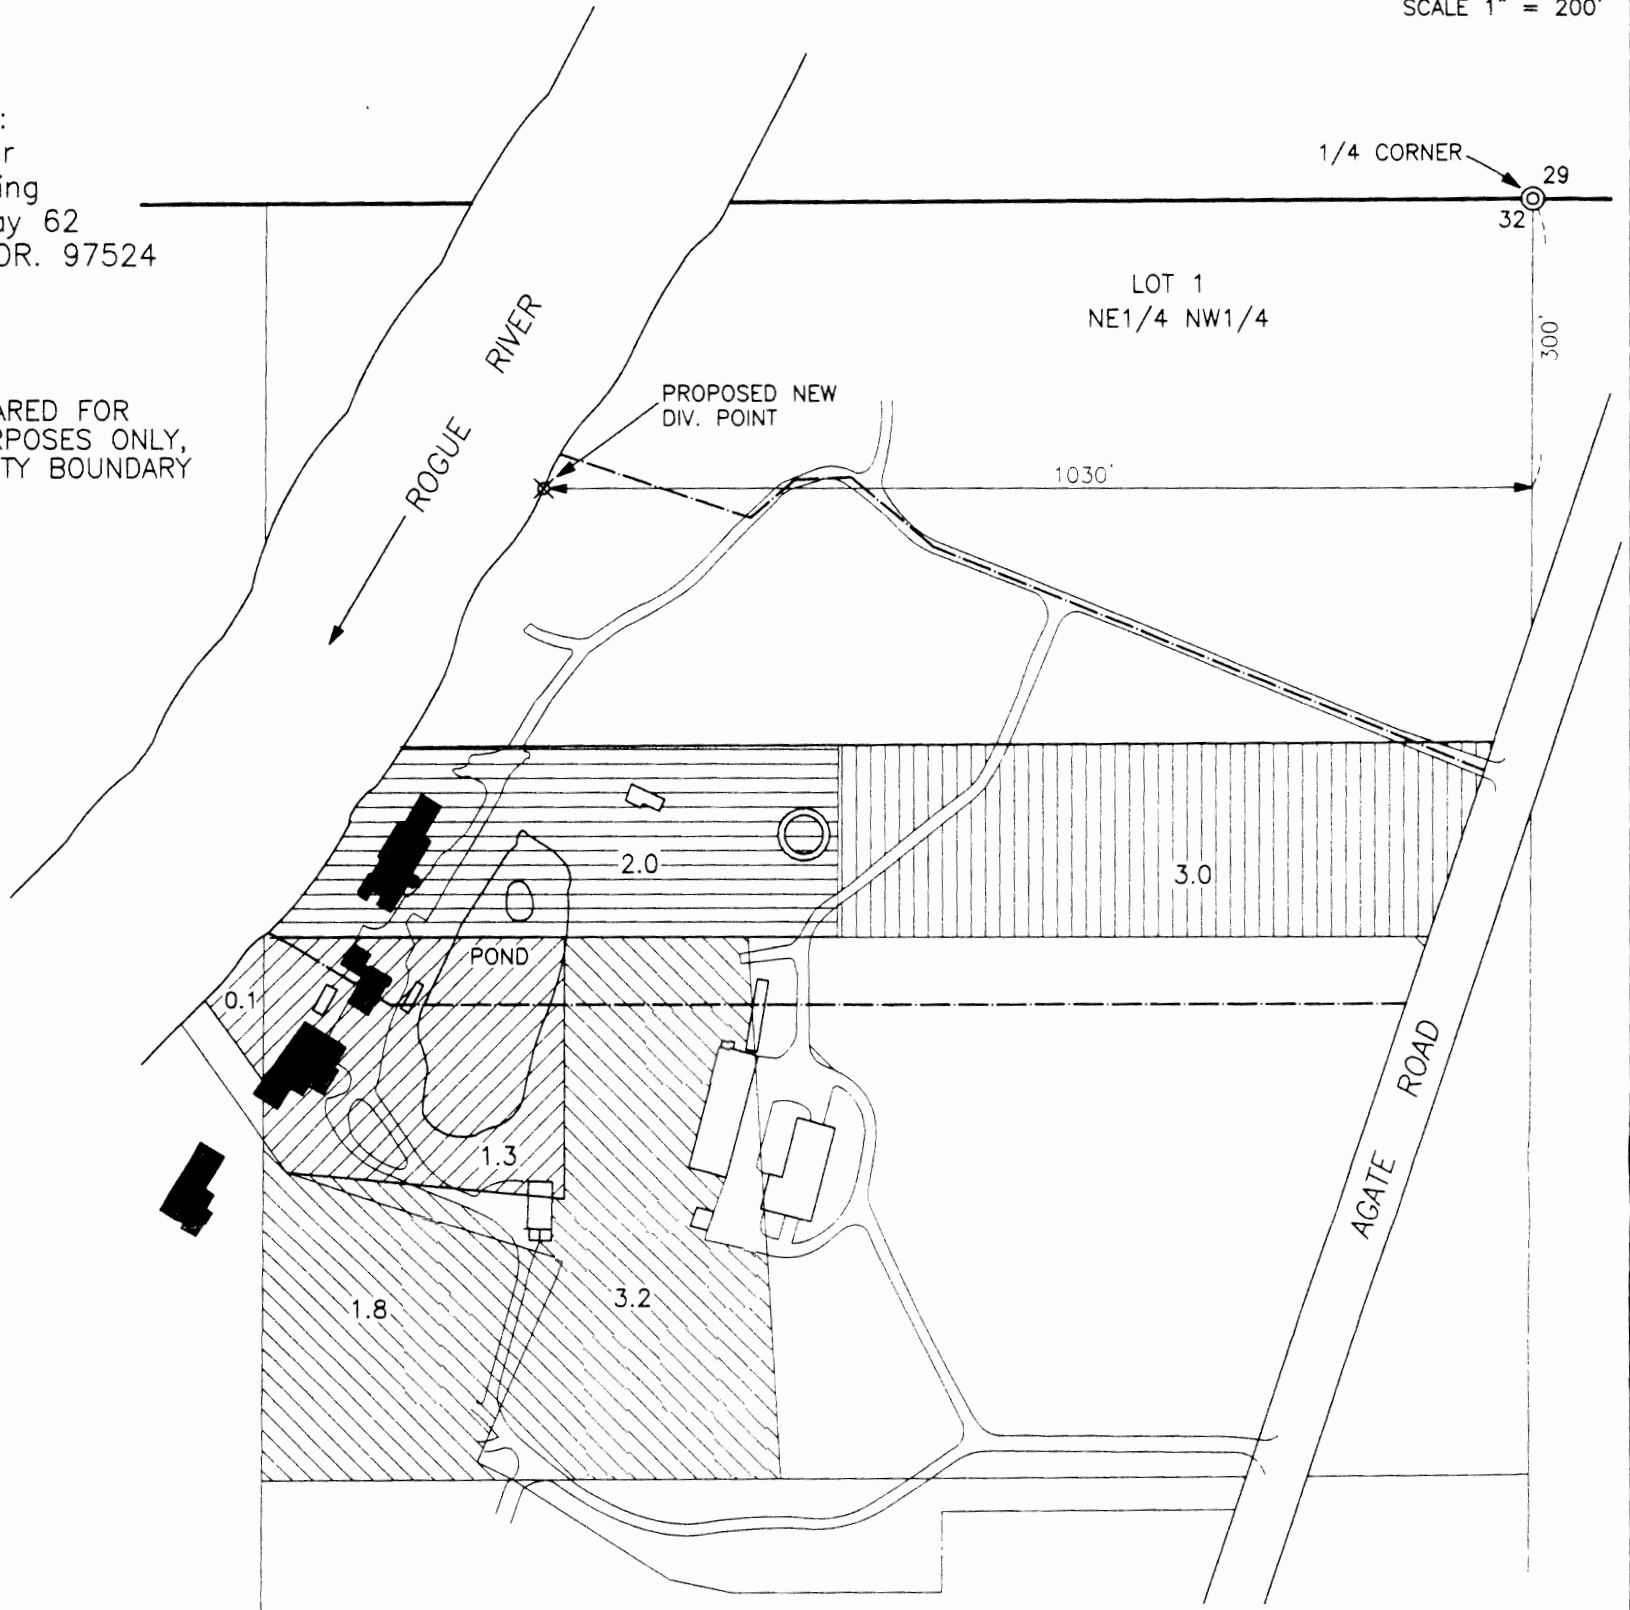 SCALE 1" = 200'
:
r
ing
ay 62
OR. 97524
1/4 CORNER
29
32
LOT 1
NE1/4 NW1/4
300'
ROGUE RIVER
PROPOSED NEW
DIV. POINT
ARED FOR
RPOSES ONLY,
TY BOUNDARY
1030'
2.0
3.0
POND
0.1
1.3
AGATE ROAD
1.8
3.2